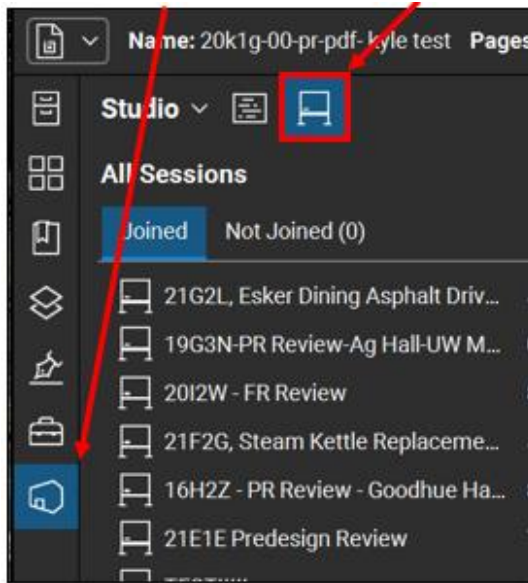 Name: 20k1g-00-pr-pdf- kyle test Pages
Studio
All Sessions
Joined Not Joined (0)
21G2L, Esker Dining Asphalt Driv...
19G3N-PR Review-Ag Hall-UW M...
20I2W - FR Review
21F2G, Steam Kettle Replaceme...
16H2Z - PR Review - Goodhue Ha...
21E1E Predesign Review